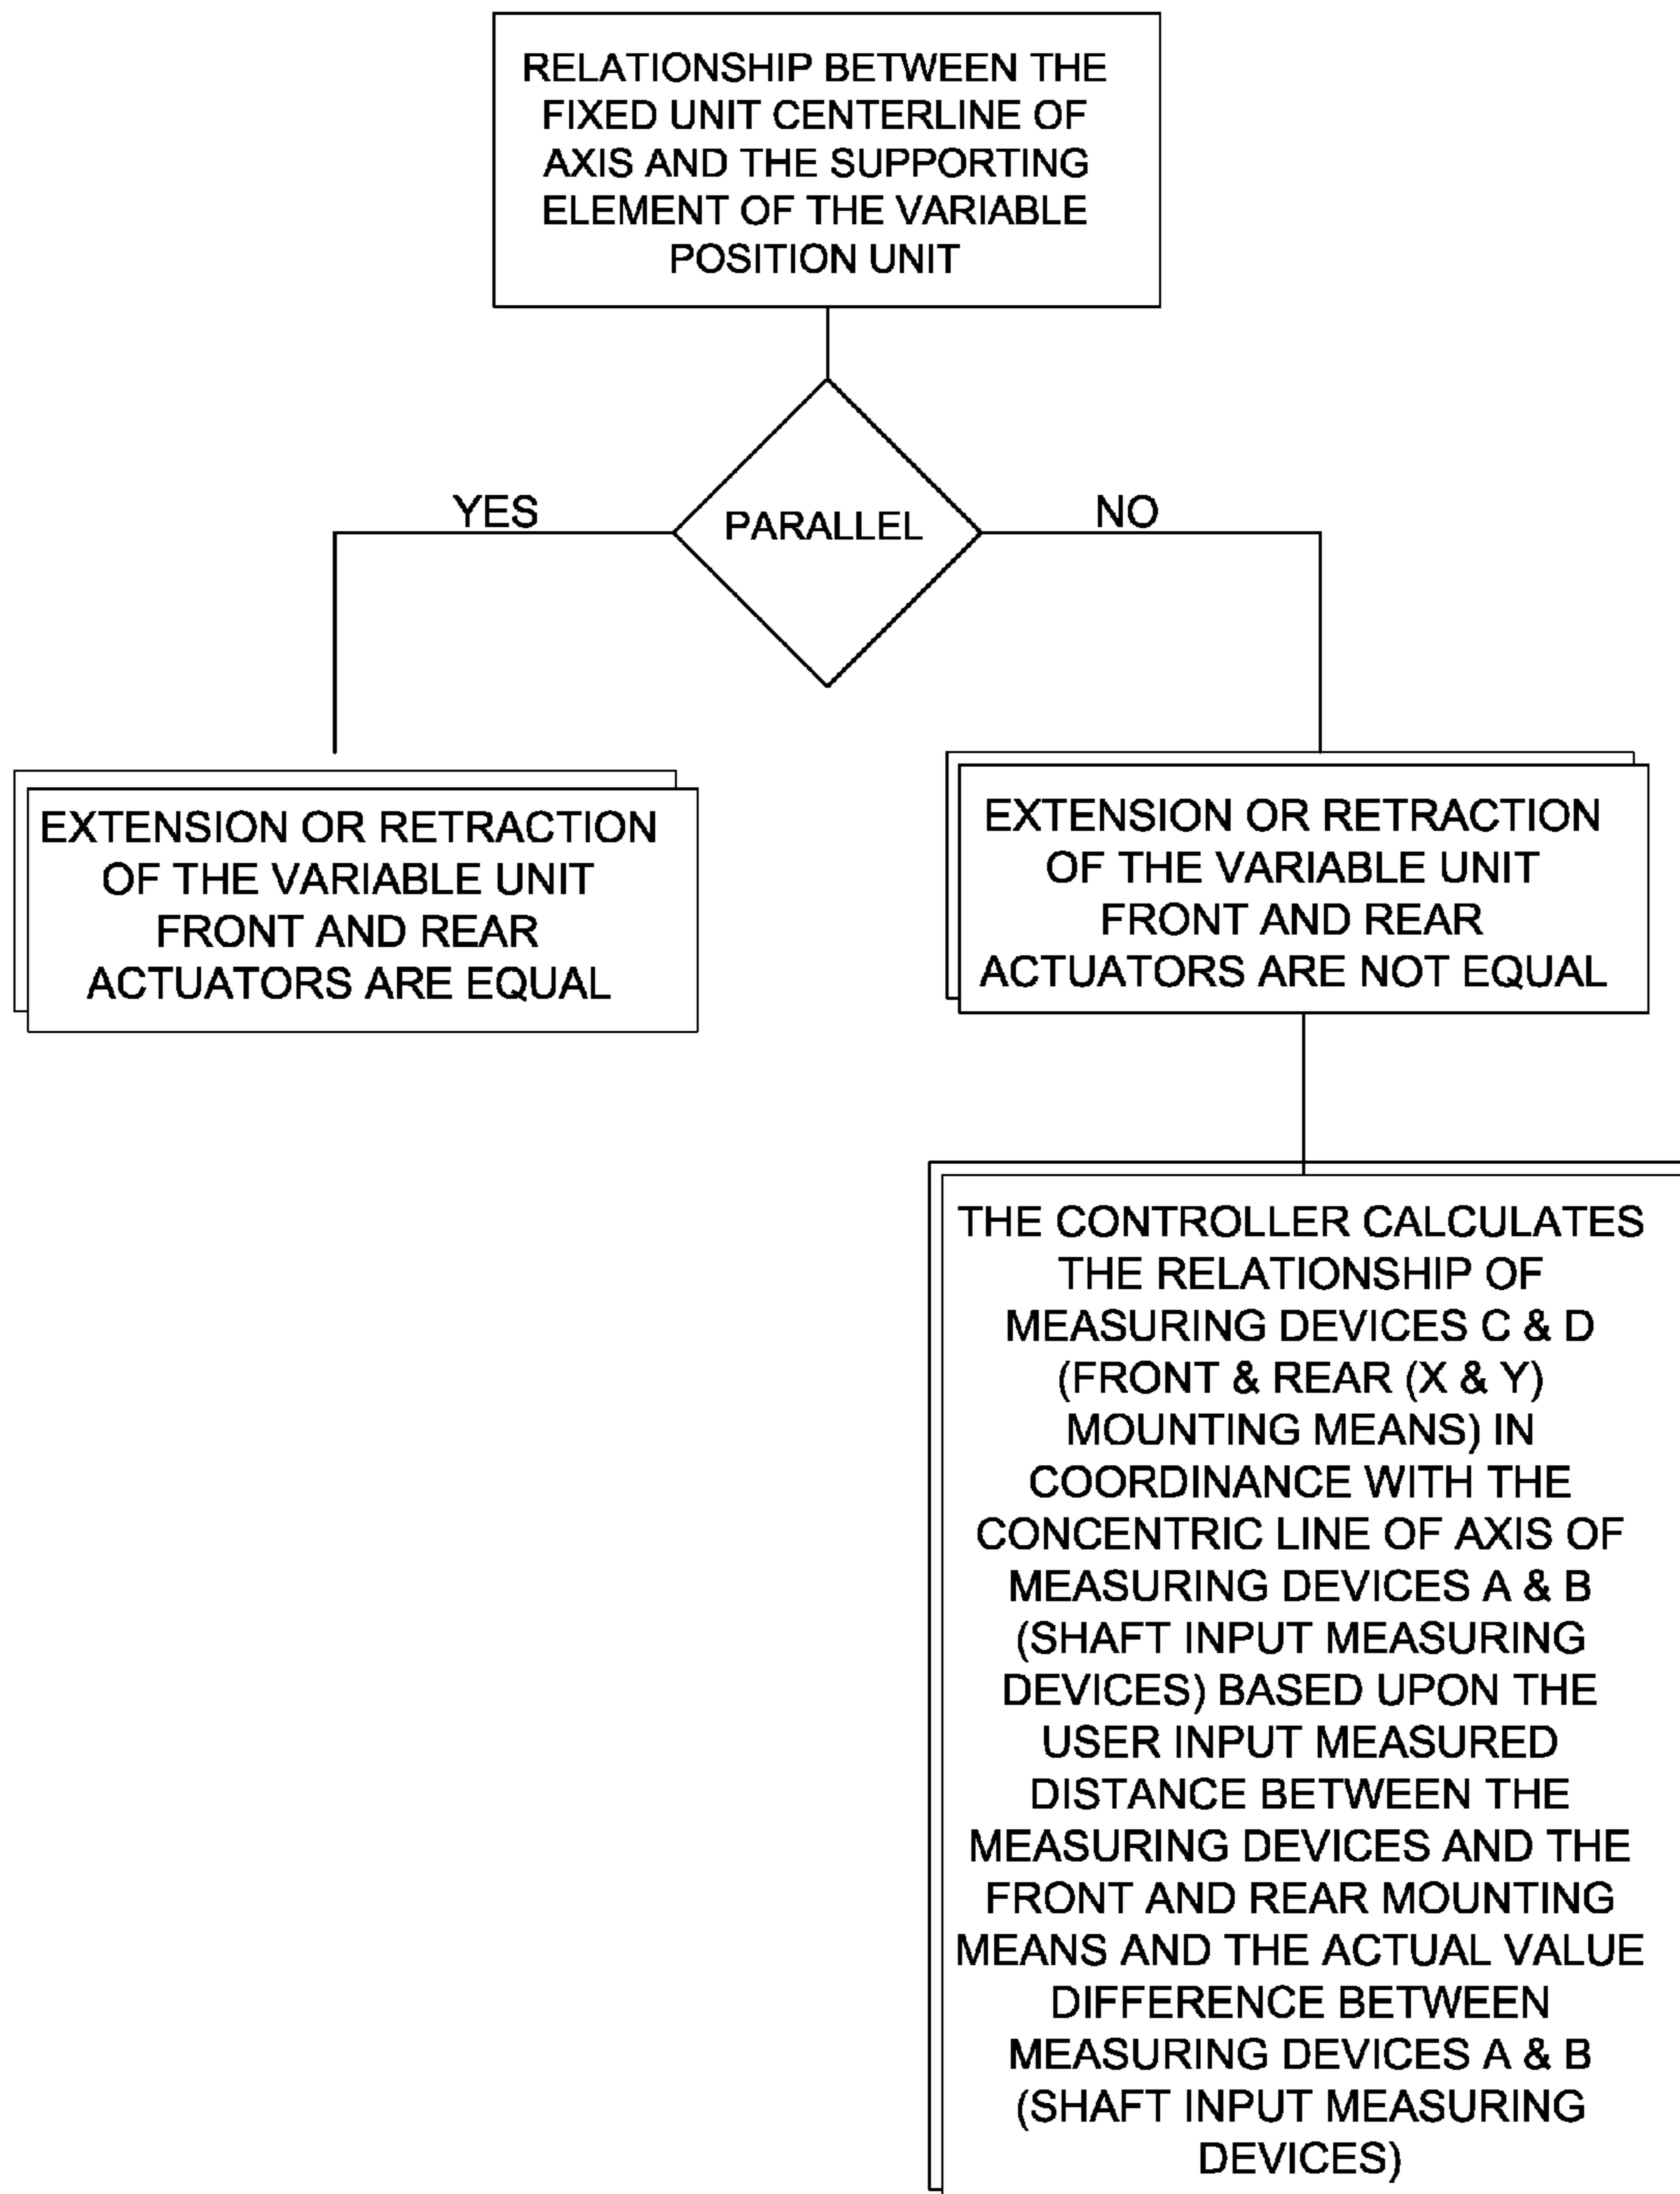 RELATIONSHIP BETWEEN THE
FIXED UNIT CENTERLINE OF
AXIS AND THE SUPPORTING
ELEMENT OF THE VARIABLE
POSITION UNIT
YES
PARALLEL
NO
EXTENSION OR RETRACTION
OF THE VARIABLE UNIT
FRONT AND REAR
ACTUATORS ARE EQUAL
EXTENSION OR RETRACTION
OF THE VARIABLE UNIT
FRONT AND REAR
ACTUATORS ARE NOT EQUAL
THE CONTROLLER CALCULATES
THE RELATIONSHIP OF
MEASURING DEVICES C & D
(FRONT & REAR (X & Y)
MOUNTING MEANS) IN
COORDINANCE WITH THE
CONCENTRIC LINE OF AXIS OF
MEASURING DEVICES A & B
(SHAFT INPUT MEASURING
DEVICES) BASED UPON THE
USER INPUT MEASURED
DISTANCE BETWEEN THE
MEASURING DEVICES AND THE
FRONT AND REAR MOUNTING
MEANS AND THE ACTUAL VALUE
DIFFERENCE BETWEEN
MEASURING DEVICES A & B
(SHAFT INPUT MEASURING
DEVICES)